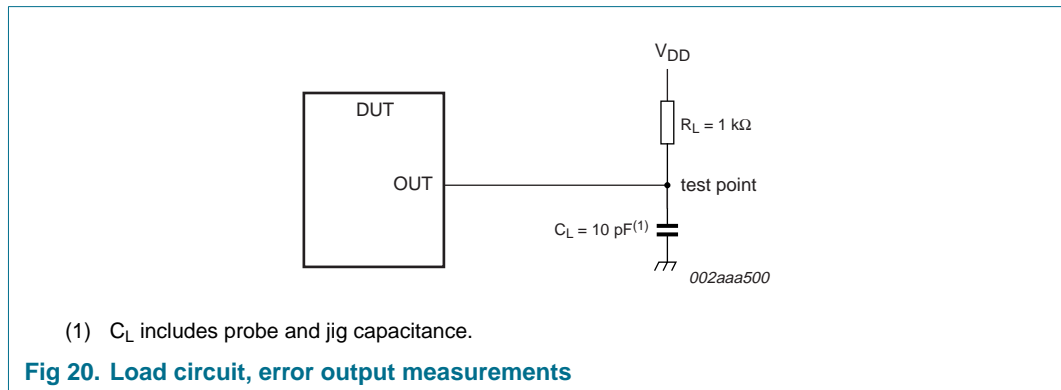 V_DD
DUT
R_L = 1 kΩ
OUT
test point
C_L = 10 pF(1)
002aaa500
(1) C_L includes probe and jig capacitance.
Fig 20. Load circuit, error output measurements